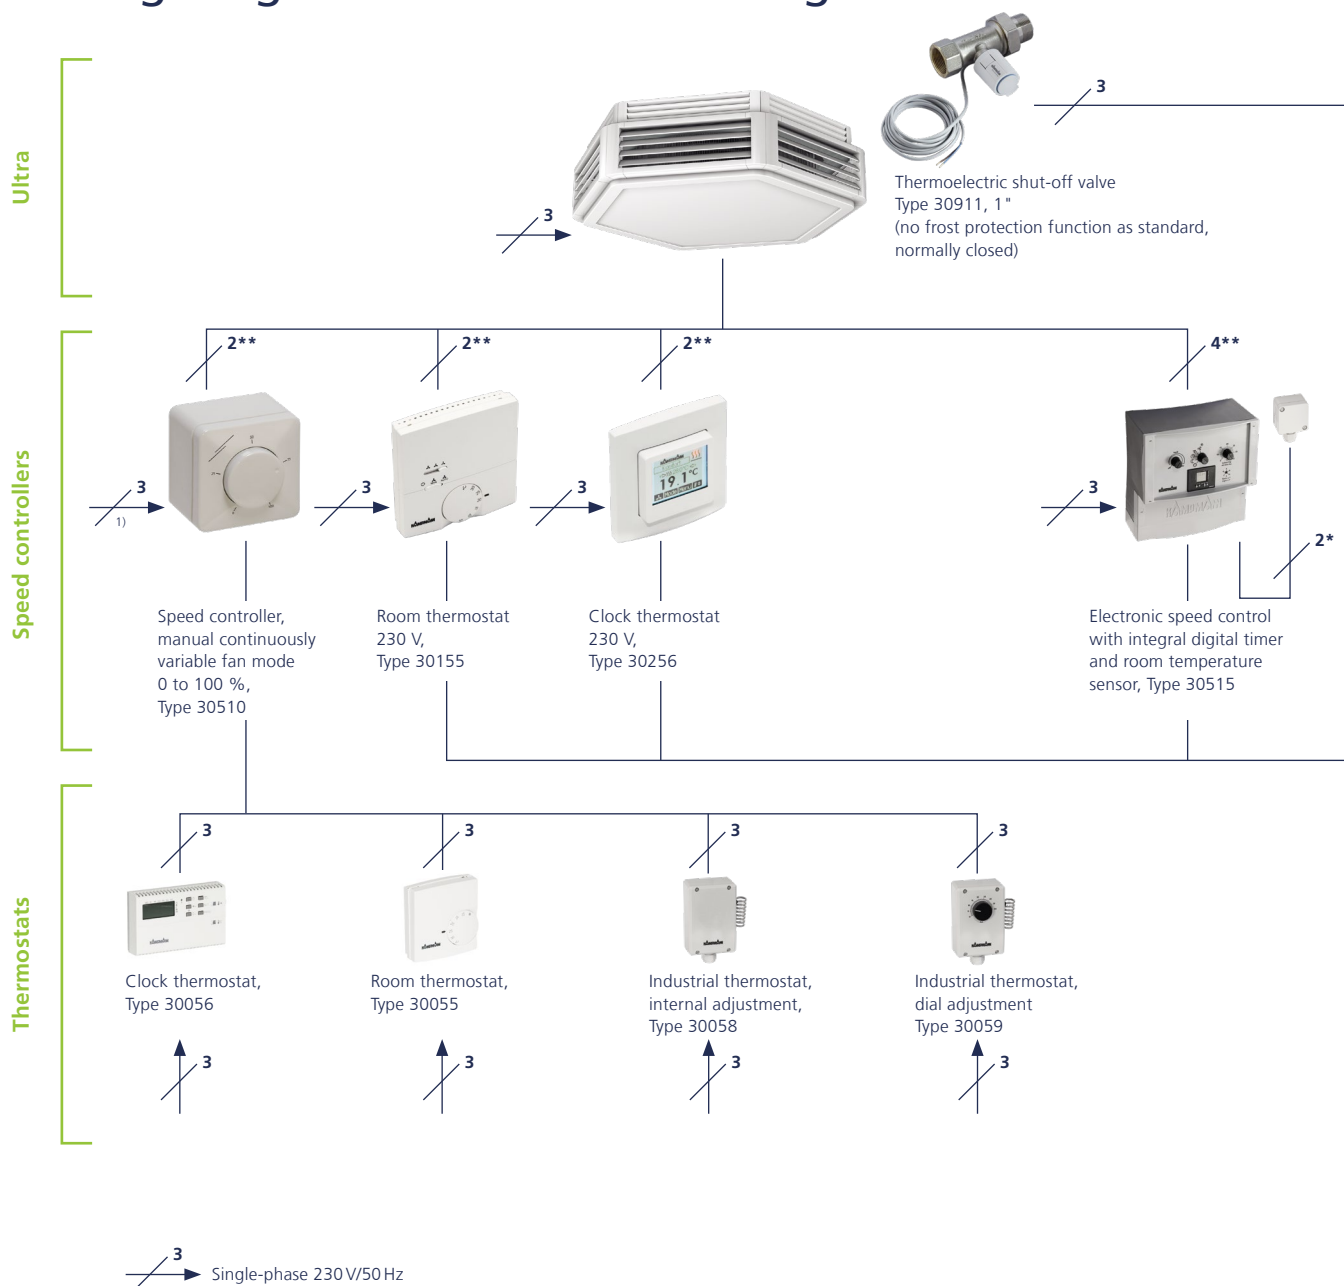 Ultra
3
Thermoelectric shut-off valve
Type 30911, 1"
(no frost protection function as standard,
normally closed)
3
Speed controllers
2**
2**
2**
4**
KAMPMANN
19.1°C
KAMPMANN
KAMPMANN
3
1)
3
3
3
2*
Speed controller,
manual continuously
variable fan mode
0 to 100 %,
Type 30510
Room thermostat
230 V,
Type 30155
Clock thermostat
230 V,
Type 30256
Electronic speed control
with integral digital timer
and room temperature
sensor, Type 30515
Thermostats
3
3
3
3
Clock thermostat,
Type 30056
Room thermostat,
Type 30055
Industrial thermostat,
internal adjustment,
Type 30058
Industrial thermostat,
dial adjustment
Type 30059
3
3
3
3
3
Single-phase 230 V/50 Hz